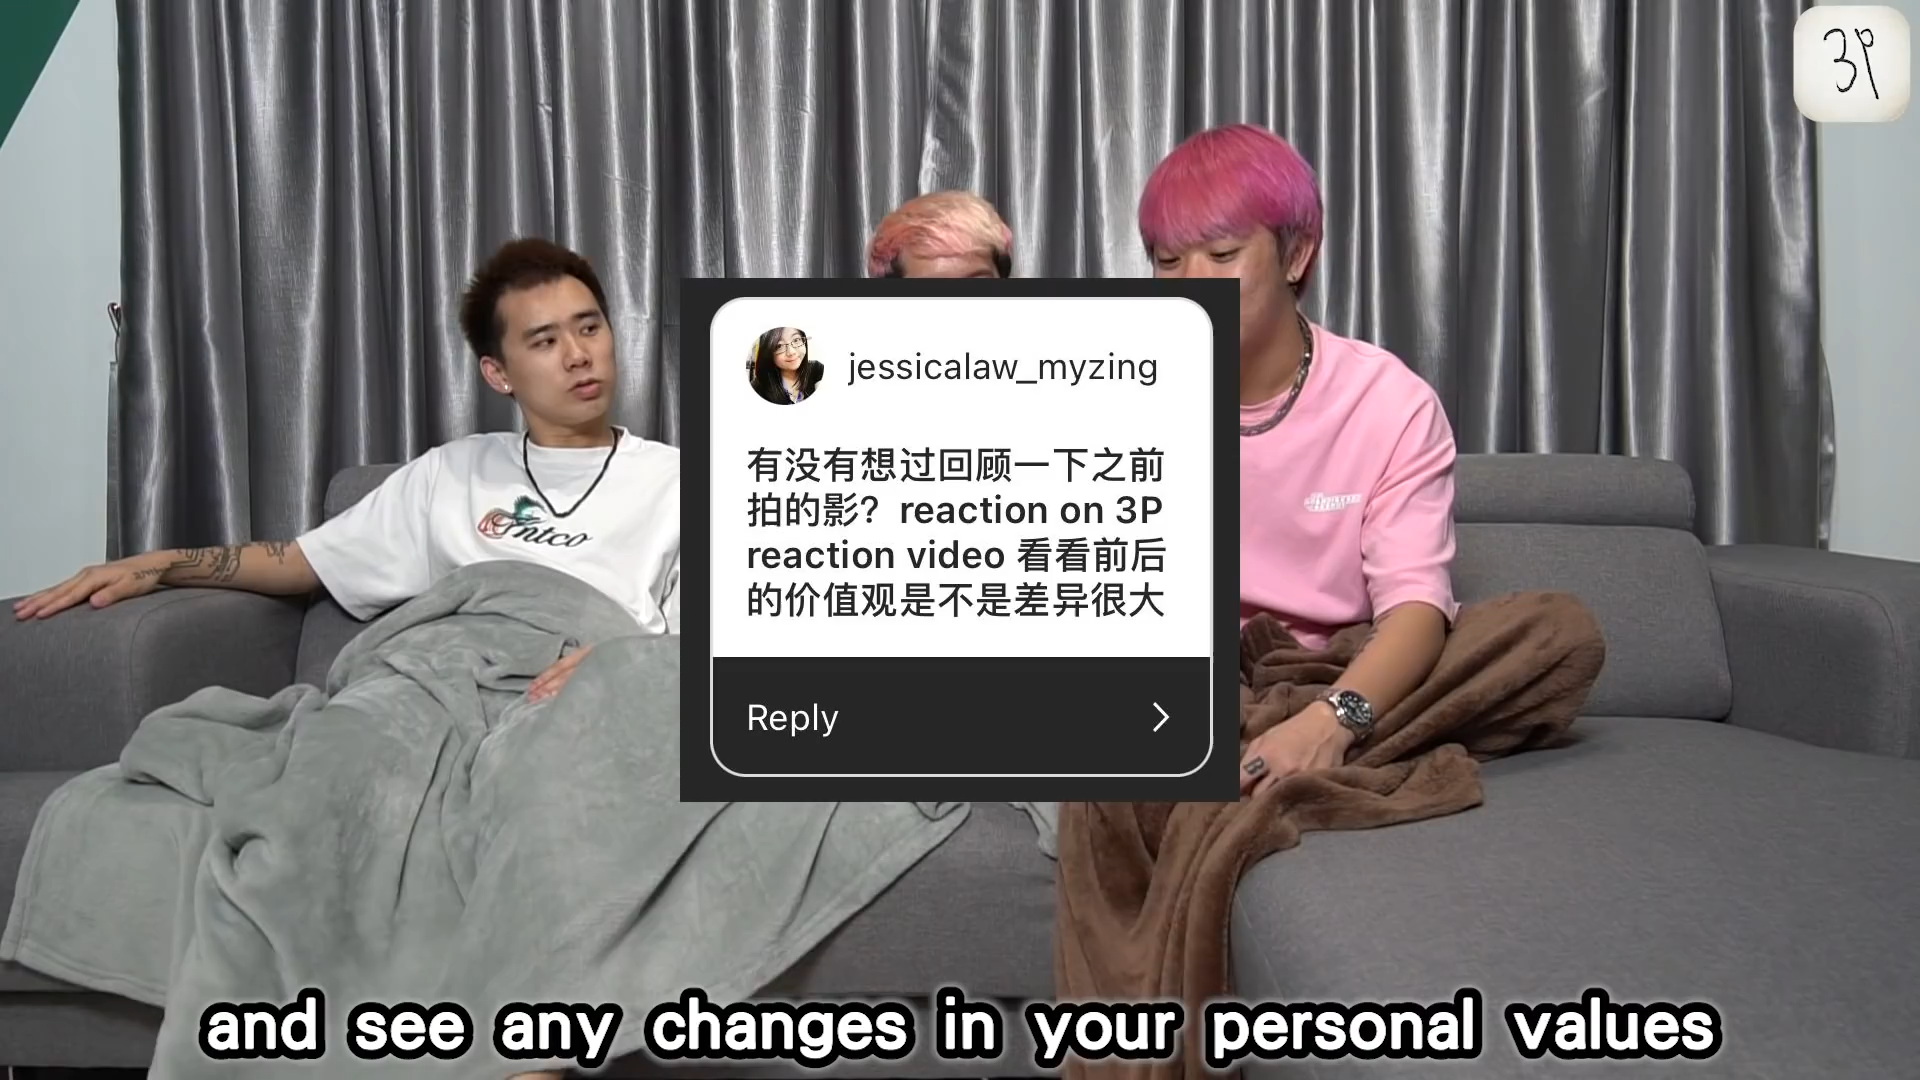 3P
jessicalaw_myzing
有没有想过回顾一下之前
拍的影？reaction on 3P
reaction video 看看前后
的价值观是不是差异很大
Intco
Reply
and see any changes in your personal values